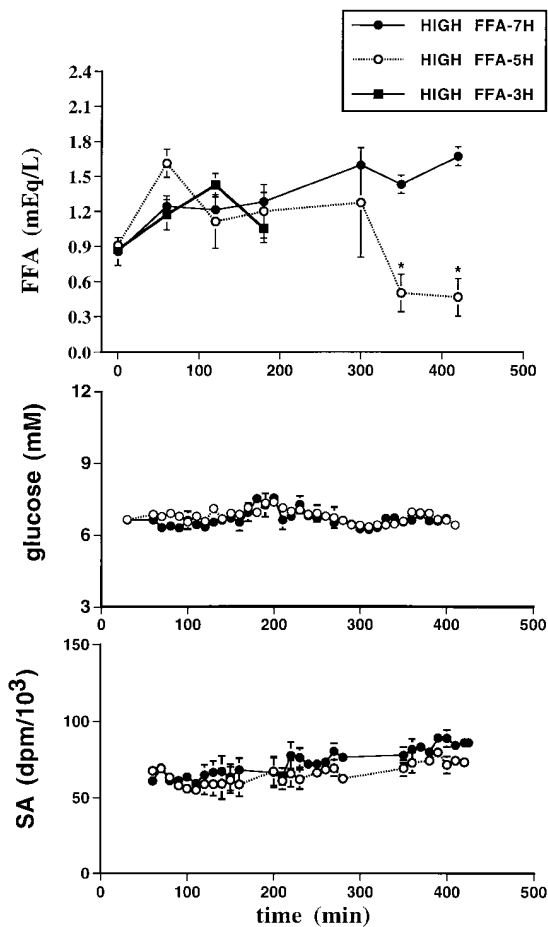 HIGH FFA-7H
HIGH FFA-5H
HIGH FFA-3H
2.4
2.1
1.8
1.5
1.2
0.9
0.6
0.3
0.0
FFA (mEq/L)
* *
0 100 200 300 400 500
12
9
6
3
glucose (mM)
0 100 200 300 400 500
150
100
50
0
SA (dpm/10³)
0 100 200 300 400 500
time (min)